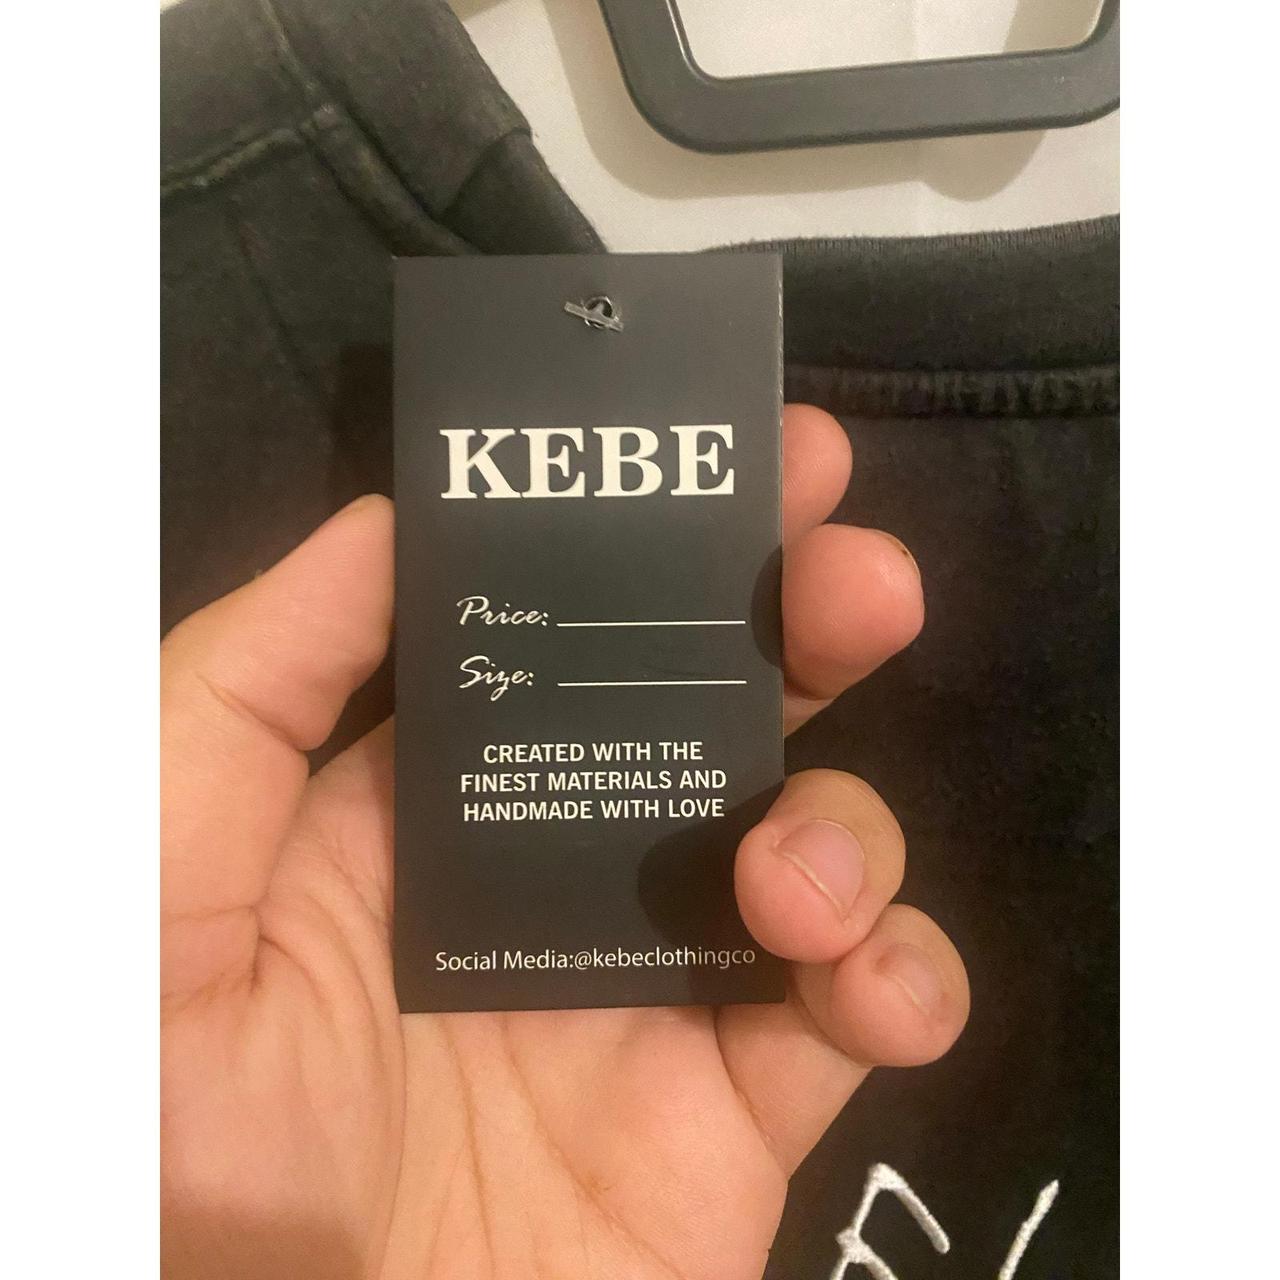 KEBE
Price:
Size:
CREATED WITH THE
FINEST MATERIALS AND
HANDMADE WITH LOVE
Social Media:@kebeclothingco